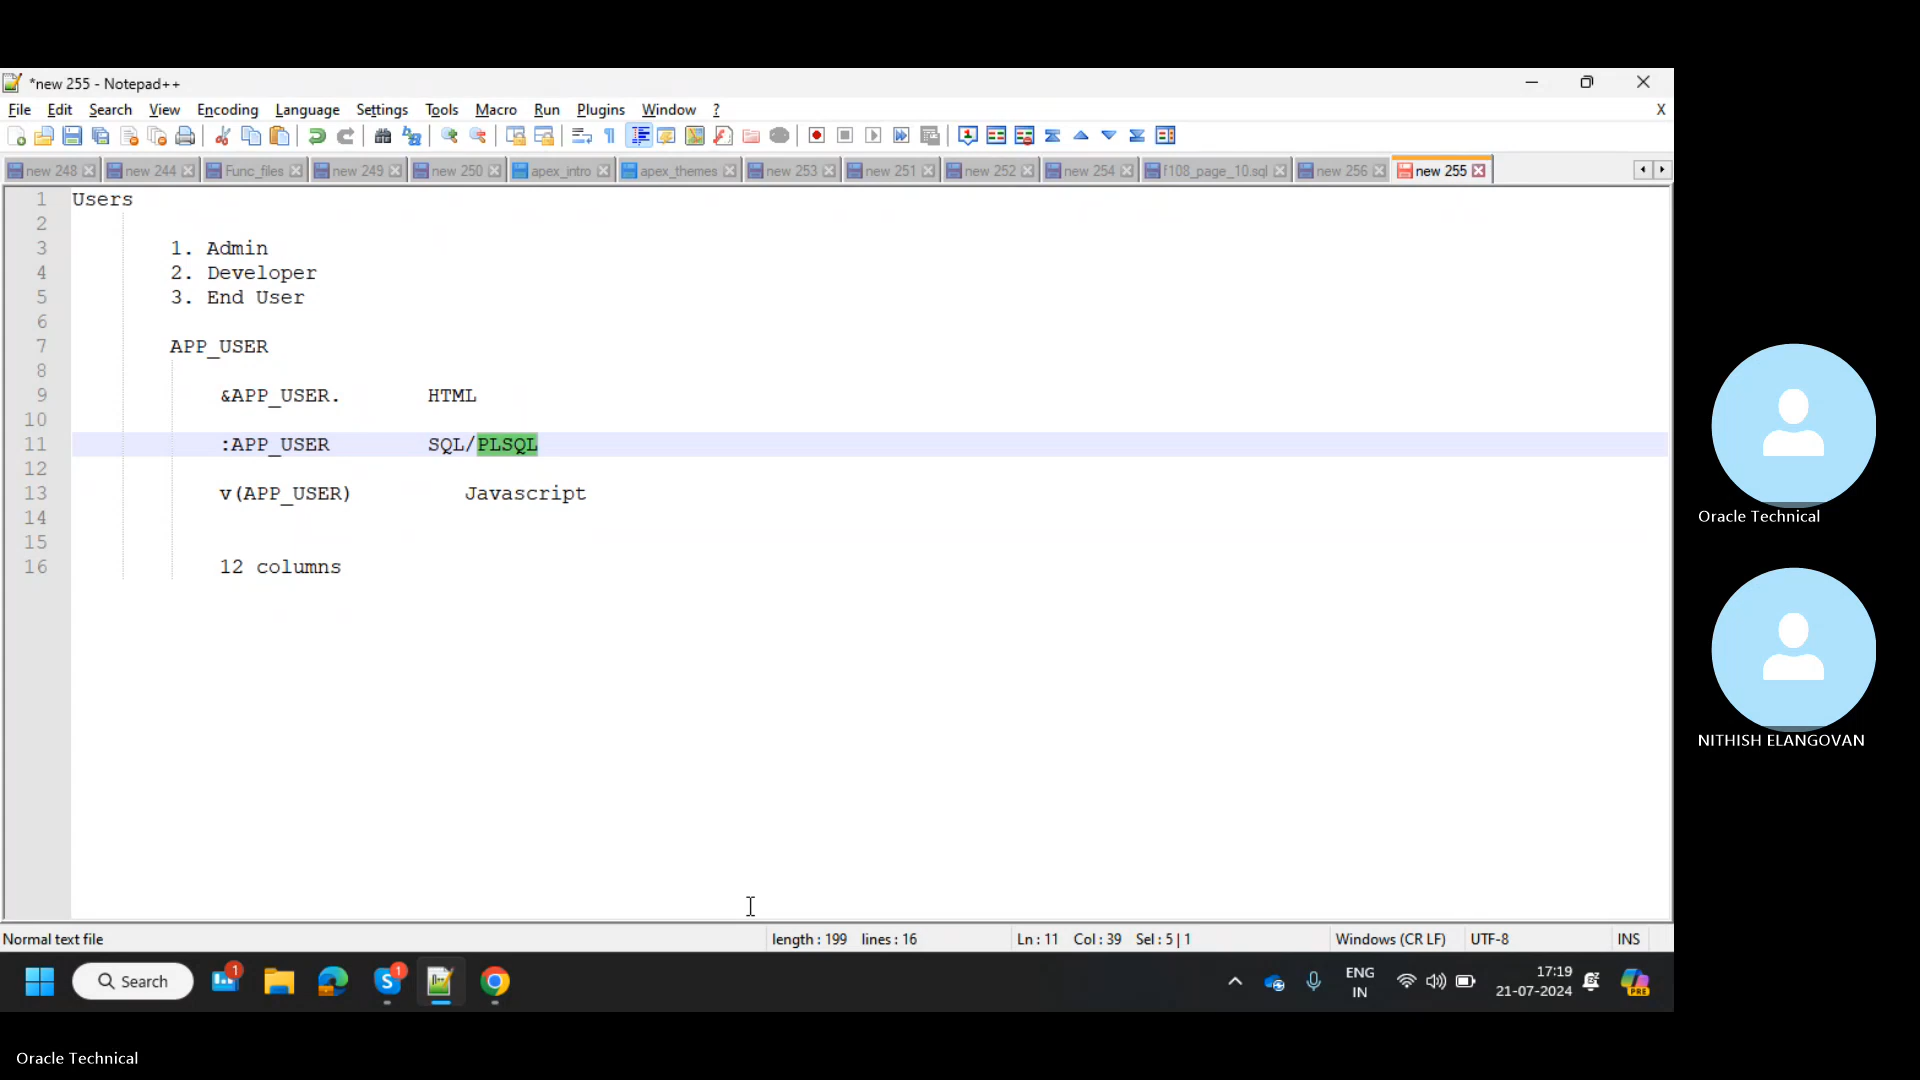 *new 255 - Notepad++
File Edit Search View Encoding Language Settings Tools Macro Run Plugins Window ? X
new 248 new 244 Func_files new 249 new 250 apex_intro apex_themes new 253 new 251 new 252 new 254 f108_page_10.sql new 256 new 255
1 Users
2
3 1. Admin
4 2. Developer
5 3. End User
6
7 APP_USER
8
9 &APP_USER. HTML
10
11 :APP_USER SQL/PLSQL
12
13 v(APP_USER) Javascript
14
15
16 12 columns
Oracle Technical
NITHISH ELANGOVAN
Normal text file length : 199 lines : 16 Ln : 11 Col : 39 Sel : 5 | 1 Windows (CR LF) UTF-8 INS
Search 1 1 ENG IN 17:19 21-07-2024 PRE
Oracle Technical